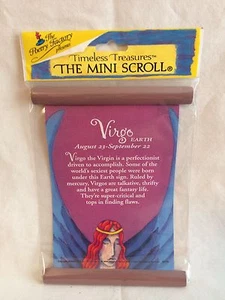 The
Poetry Factory
presents
Timeless Treasures™
THE MINI SCROLL®
Virgo
EARTH
August 23-September 22
Virgo the Virgin is a perfectionist
driven to accomplish. Some of the
world's sexiest people were born
under this Earth sign. Ruled by
mercury, Virgos are talkative, thrifty
and have a great fantasy life.
They're super-critical and
tops in finding flaws.